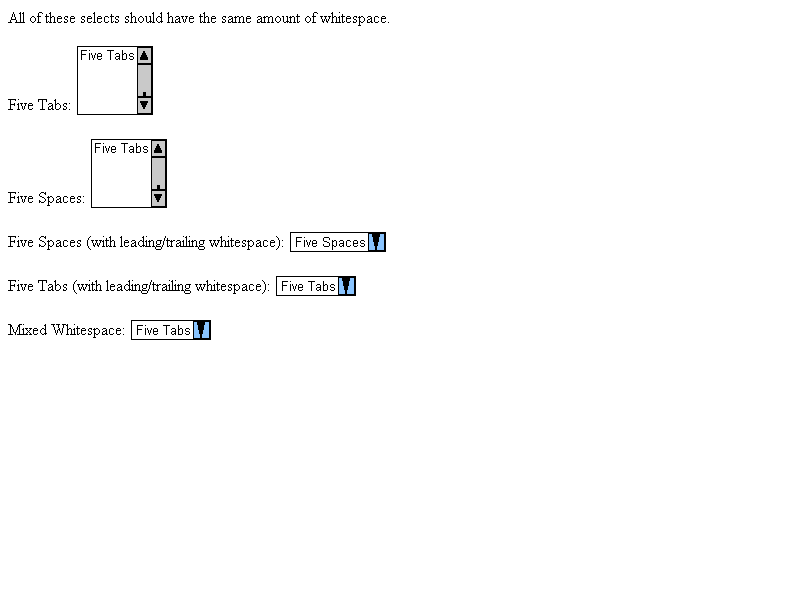 All of these selects should have the same amount of whitespace.
Five Tabs
Five Tabs:
Five Tabs
Five Spaces:
Five Spaces (with leading/trailing whitespace): Five Spaces
Five Tabs (with leading/trailing whitespace): Five Tabs
Mixed Whitespace: Five Tabs